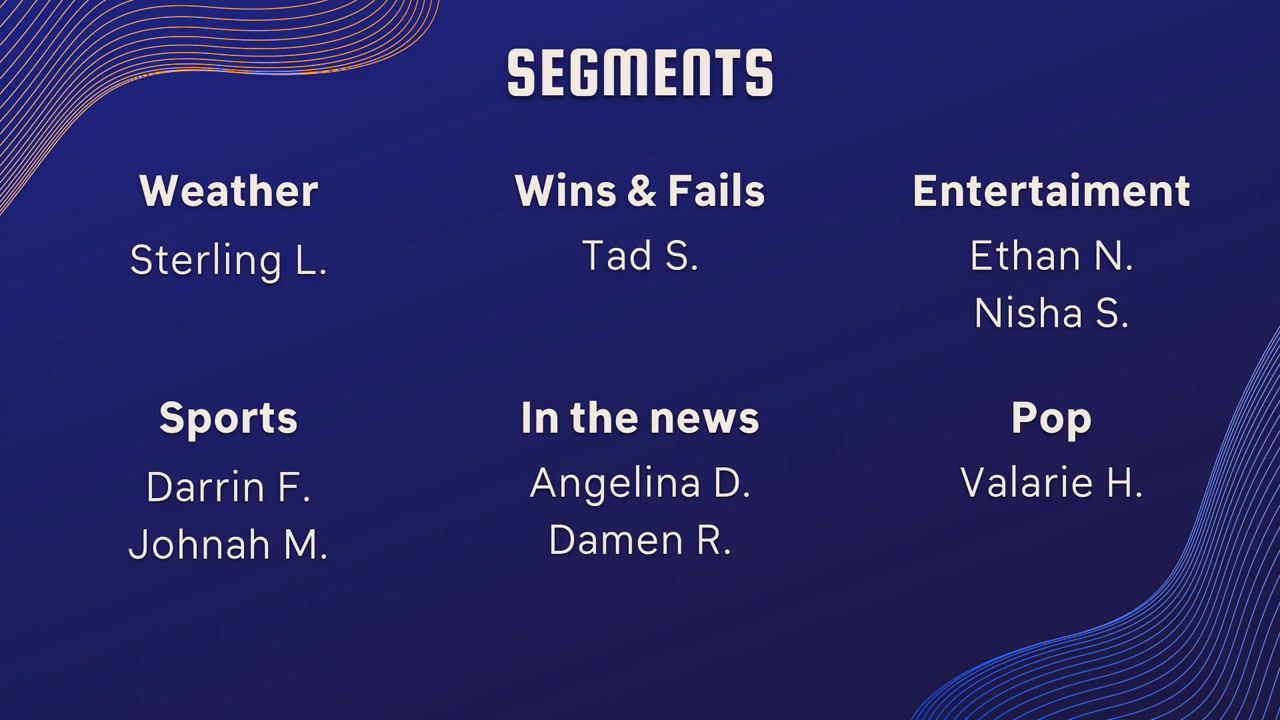 SEGMENTS
Weather
Sterling L.
Wins & Fails
Tad S.
Entertaiment
Ethan N.
Nisha S.
Sports
Darrin F.
Johnah M.
In the news
Angelina D.
Damen R.
Pop
Valarie H.